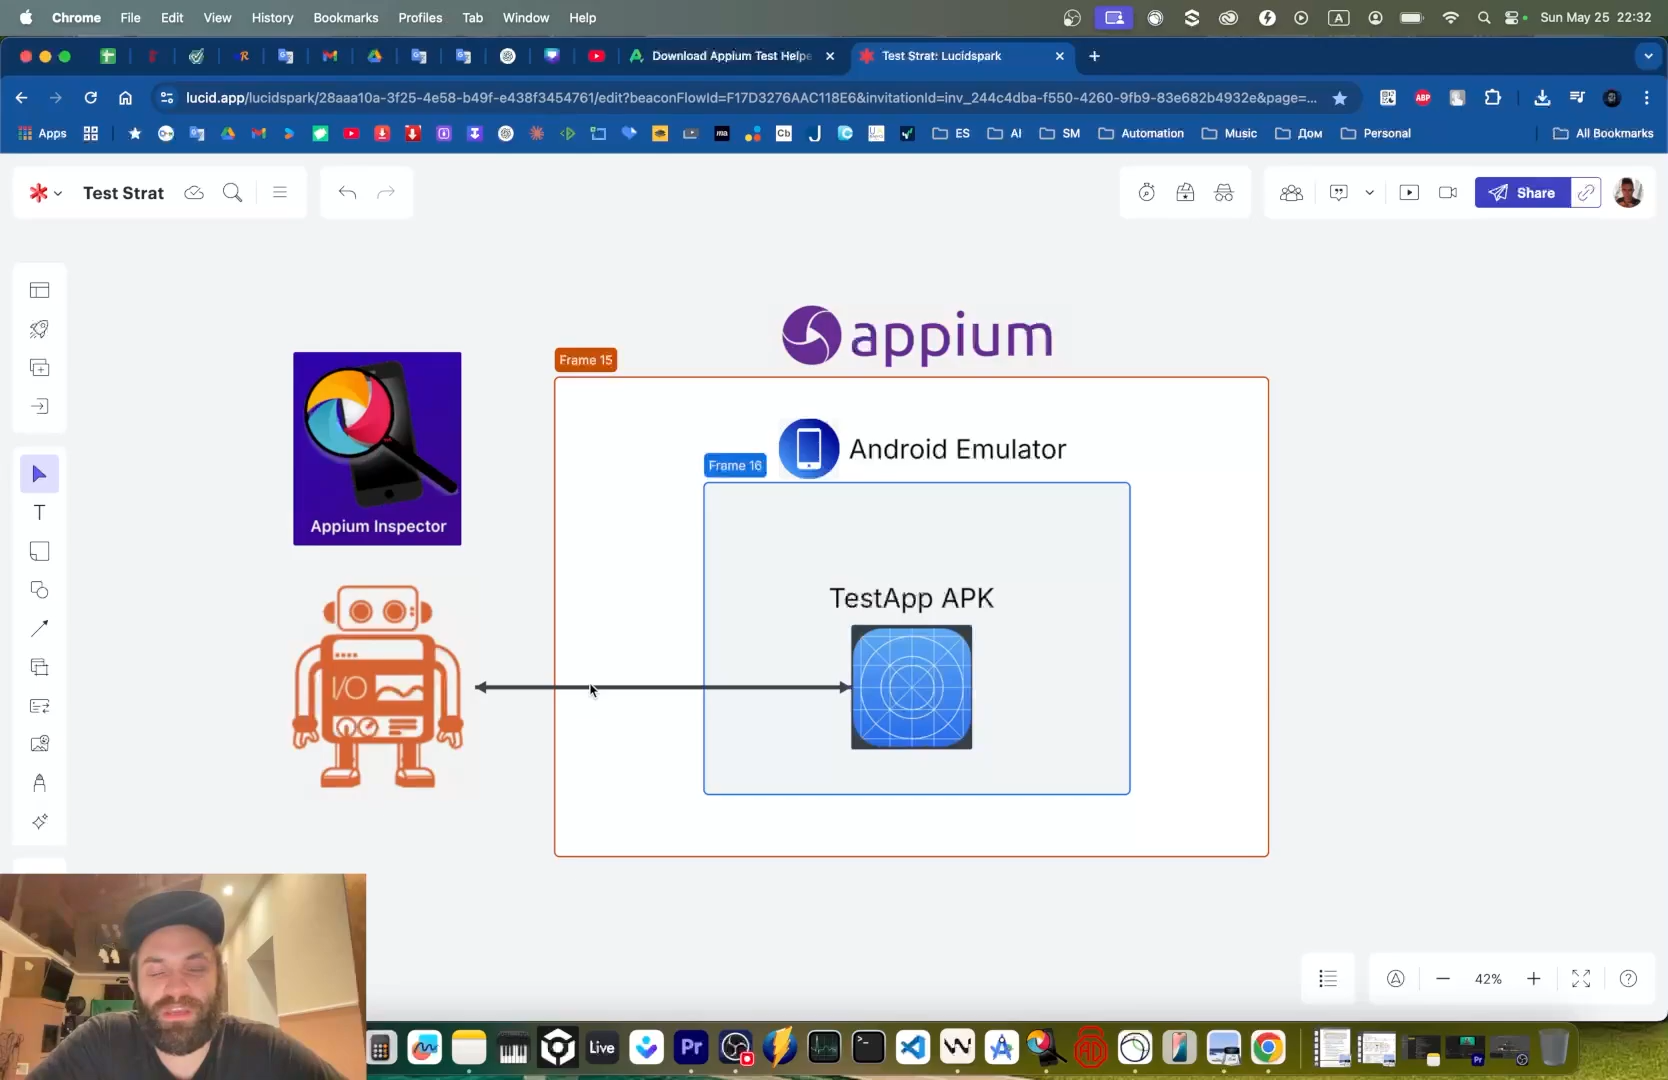 Chrome File Edit View History Bookmarks Profiles Tab Window Help
A
Sun May 25 22:32
Download Appium Test Helpe
Test Strat: Lucidspark
lucid.app/lucidspark/28aaa10a-3f25-4e58-b49f-e438f3454761/edit?beaconFlowId=F17D3276AAC118E6&invitationId=inv_244c4dba-f550-4260-9fb9-83e682b4932e&page=...
ABP
Apps
ma
Cb
ES
AI
SM
Automation
Music
Дом
Personal
All Bookmarks
Test Strat
Share
appium
Frame 15
Android Emulator
Frame 16
Appium Inspector
TestApp APK
I/O
42%
Live
Pr